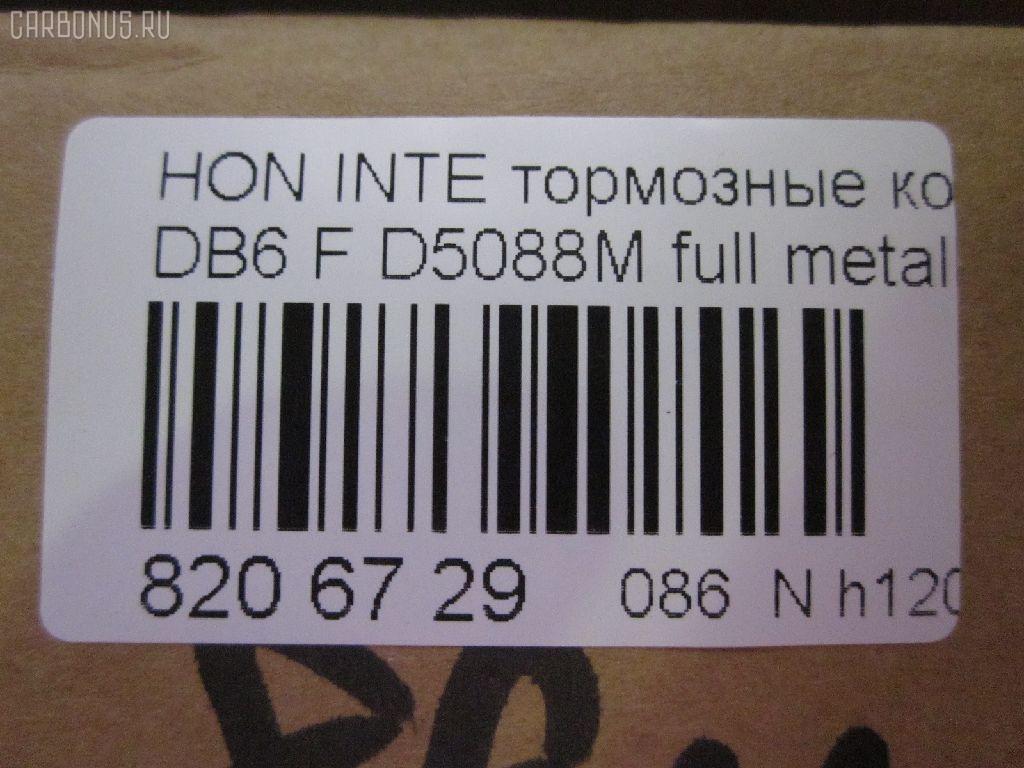 CARBONUS.RU
HON INTE тормозные ко
DB6 F D5088M full metal
820 67 29 086 N h120